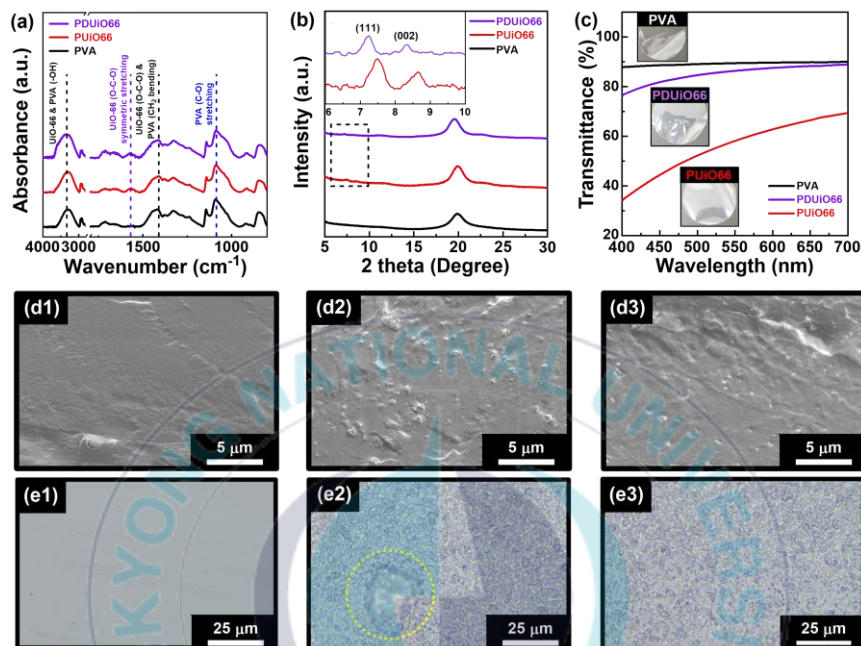 (a)
PDUiO66
PUiO66
PVA
UiO-66 & PVA (-OH)
UiO-66 (O-C-O)
symmetric stretching
UiO-66 (O-C-O) &
PVA (CH2 bending)
PVA (C-O)
stretching
Absorbance (a.u.)
4000 3000 1500 1000
Wavenumber (cm-1)
(b)
PDUiO66
PUiO66
PVA
(111) (002)
6 7 8 9 10
Intensity (a.u.)
5 10 15 20 25 30
2 theta (Degree)
(c)
PVA
PDUiO66
PUiO66
PVA
PDUiO66
PUiO66
Transmittance (%)
100
80
60
40
20
400 450 500 550 600 650 700
Wavelength (nm)
(d1)
5 μm
(d2)
5 μm
(d3)
5 μm
(e1)
25 μm
(e2)
25 μm
(e3)
25 μm
KYONG NATIONAL UNIVERSI